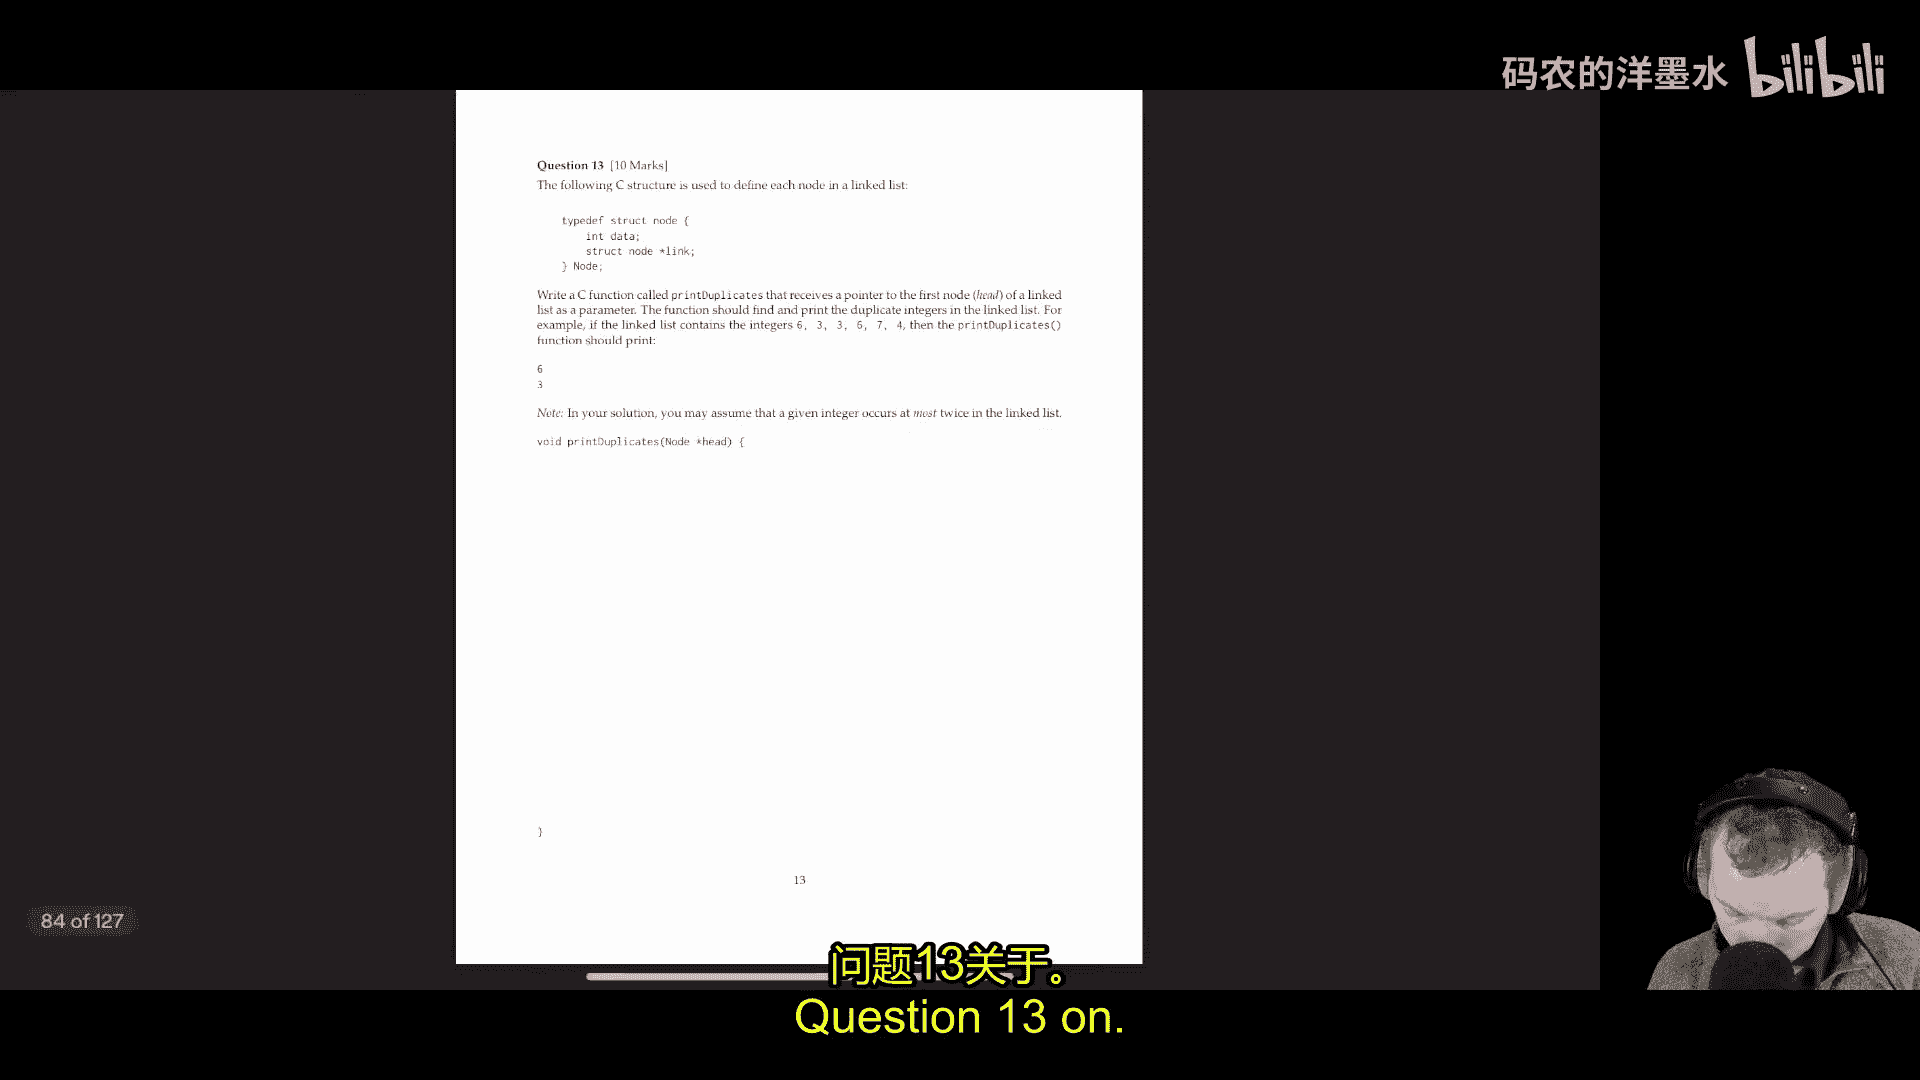 码农的洋墨水 bilibili
Question 13 [10 Marks]
The following C structure is used to define each node in a linked list:
typedef struct node {
int data;
struct node *link;
} Node;
Write a C function called printDuplicates that receives a pointer to the first node (head) of a linked
list as a parameter. The function should find and print the duplicate integers in the linked list. For
example, if the linked list contains the integers 6, 3, 3, 6, 7, 4, then the printDuplicates()
function should print:
6
3
Note: In your solution, you may assume that a given integer occurs at most twice in the linked list.
void printDuplicates(Node *head) {
}
13
84 of 127
问题13关于。
Question 13 on.